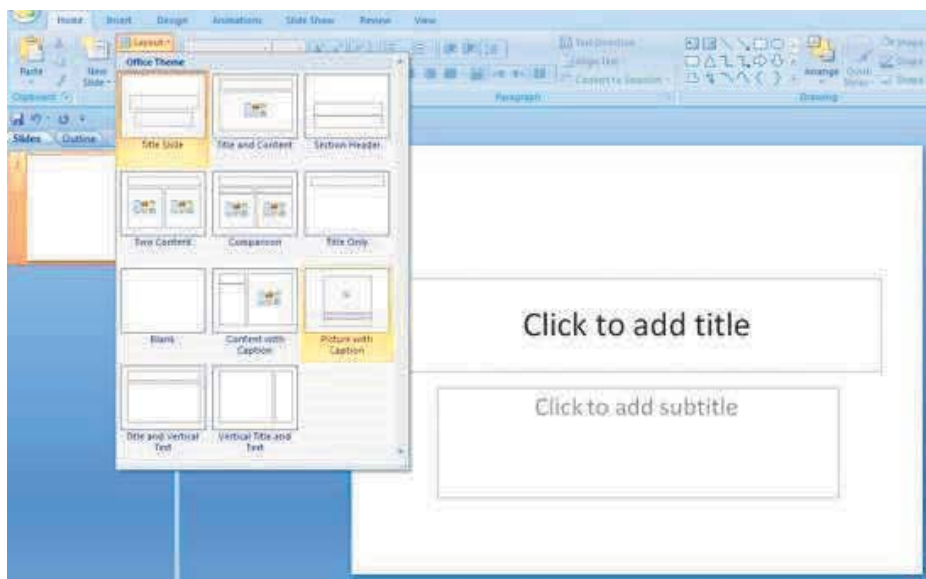 Home Insert Design Animations Slide Show Review View
Layout
Paste
New
Slide
Clipboard
Text Direction
Align Text
Convert to SmartArt
Paragraph
Arrange
Quick
Drawing
Slides Outline
Office Theme
Title Slide Title and Content Section Header
Two Content Comparison Title Only
Blank Content with Caption Picture with Caption
Title and Vertical Text Vertical Title and Text
Click to add title
Click to add subtitle